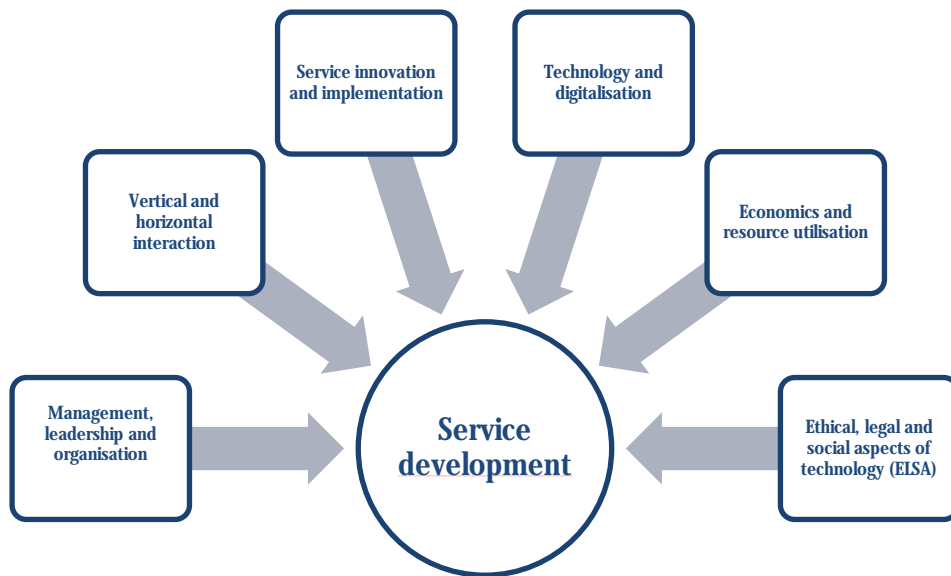 Service innovation
and implementation
Technology and
digitalisation
Vertical and
horizontal
interaction
Economics and
resource utilisation
Management,
leadership and
organisation
Service
development
Ethical, legal and
social aspects of
technology (ELSA)